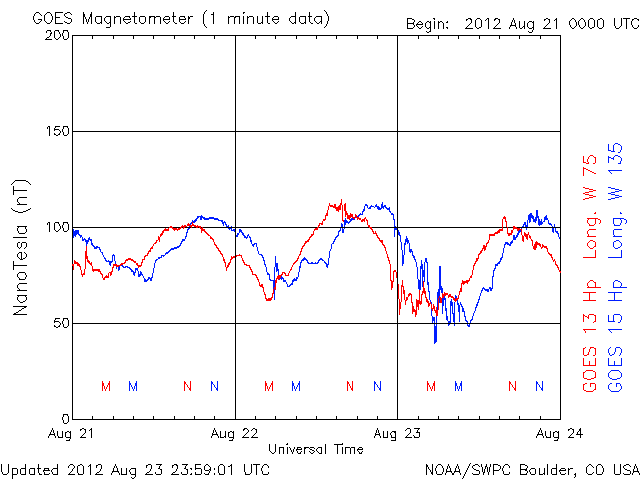 GOES Magnetometer (1 minute data)
Begin: 2012 Aug 21 0000 UTC
200
150
100
50
0
NanoTesla (nT)
M M N N M M N N M M N N
Aug 21 Aug 22 Aug 23 Aug 24
Universal Time
GOES 13 Hp Long. W 75
GOES 15 Hp Long. W 135
Updated 2012 Aug 23 23:59:01 UTC
NOAA/SWPC Boulder, CO USA